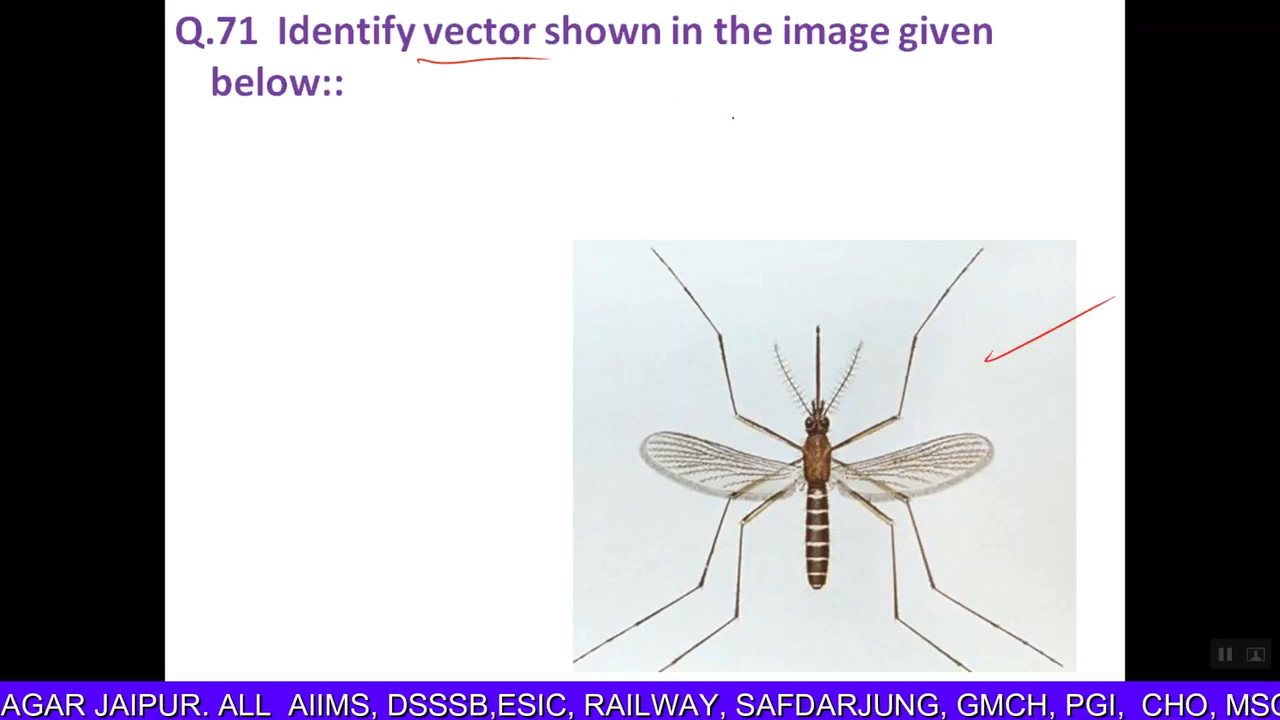 Q.71 Identify vector shown in the image given
below::
AGAR JAIPUR. ALL AIIMS, DSSSB,ESIC, RAILWAY, SAFDARJUNG, GMCH, PGI, CHO, MSC